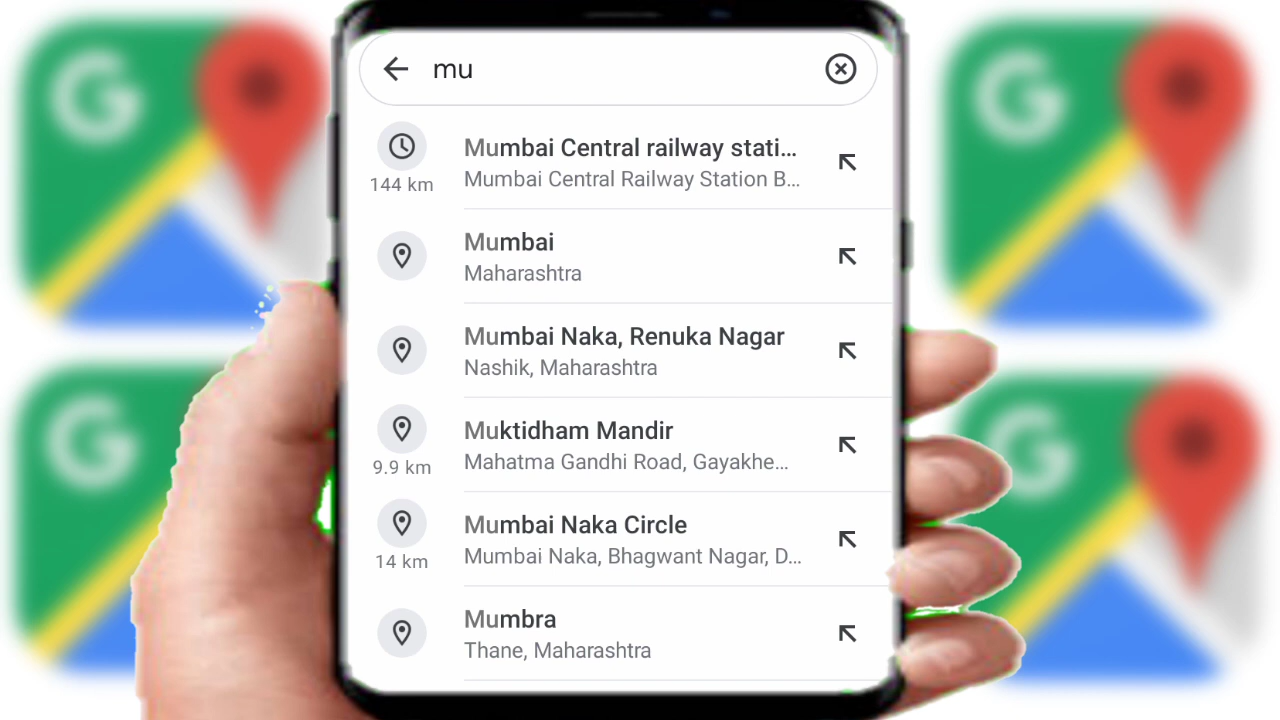 mu
Mumbai Central railway stati...
144 km
Mumbai Central Railway Station B...
Mumbai
Maharashtra
Mumbai Naka, Renuka Nagar
Nashik, Maharashtra
Muktidham Mandir
9.9 km
Mahatma Gandhi Road, Gayakhe...
Mumbai Naka Circle
14 km
Mumbai Naka, Bhagwant Nagar, D...
Mumbra
Thane, Maharashtra
G
G
G
G